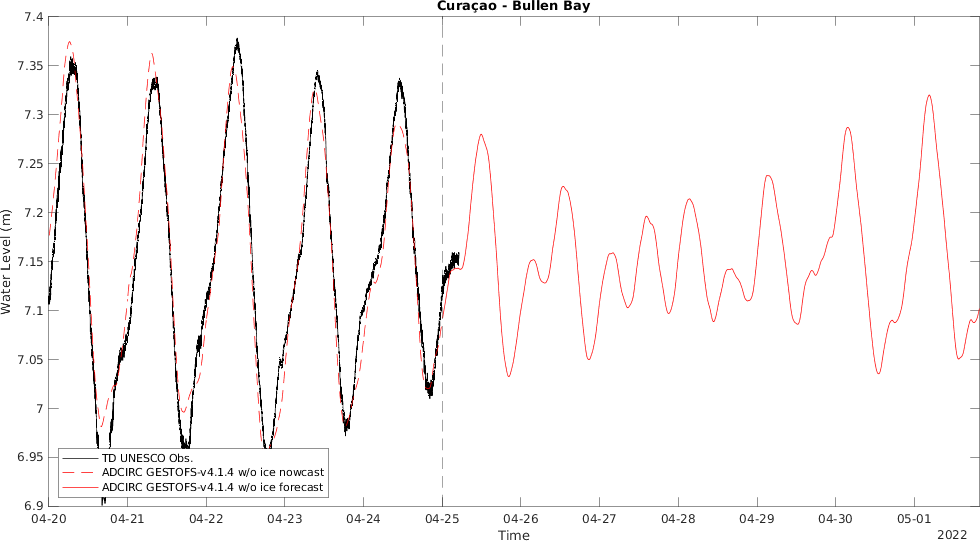 Curaçao - Bullen Bay
7.4
7.35
7.3
7.25
7.2
7.15
7.1
7.05
7
6.95
6.9
Water Level (m)
TD UNESCO Obs.
ADCIRC GESTOFS-v4.1.4 w/o ice nowcast
ADCIRC GESTOFS-v4.1.4 w/o ice forecast
04-20 04-21 04-22 04-23 04-24 04-25 04-26 04-27 04-28 04-29 04-30 05-01
Time
2022